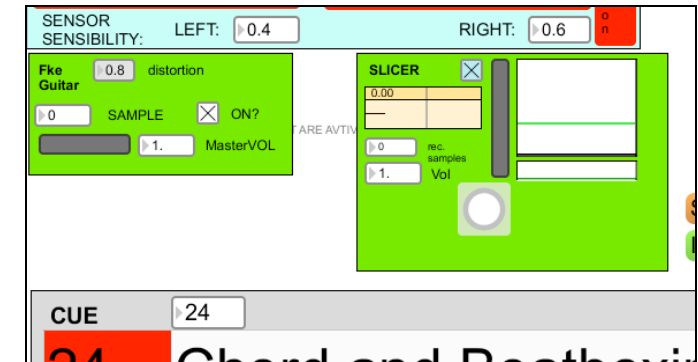 SENSOR
SENSIBILITY:
LEFT:
0.4
RIGHT:
0.6
o
n
Fke
Guitar
0.8
distortion
0
SAMPLE
ON?
1.
MasterVOL
ARE AVTIV
SLICER
0.00
0
rec.
samples
1.
Vol
CUE
24
24
Chord and